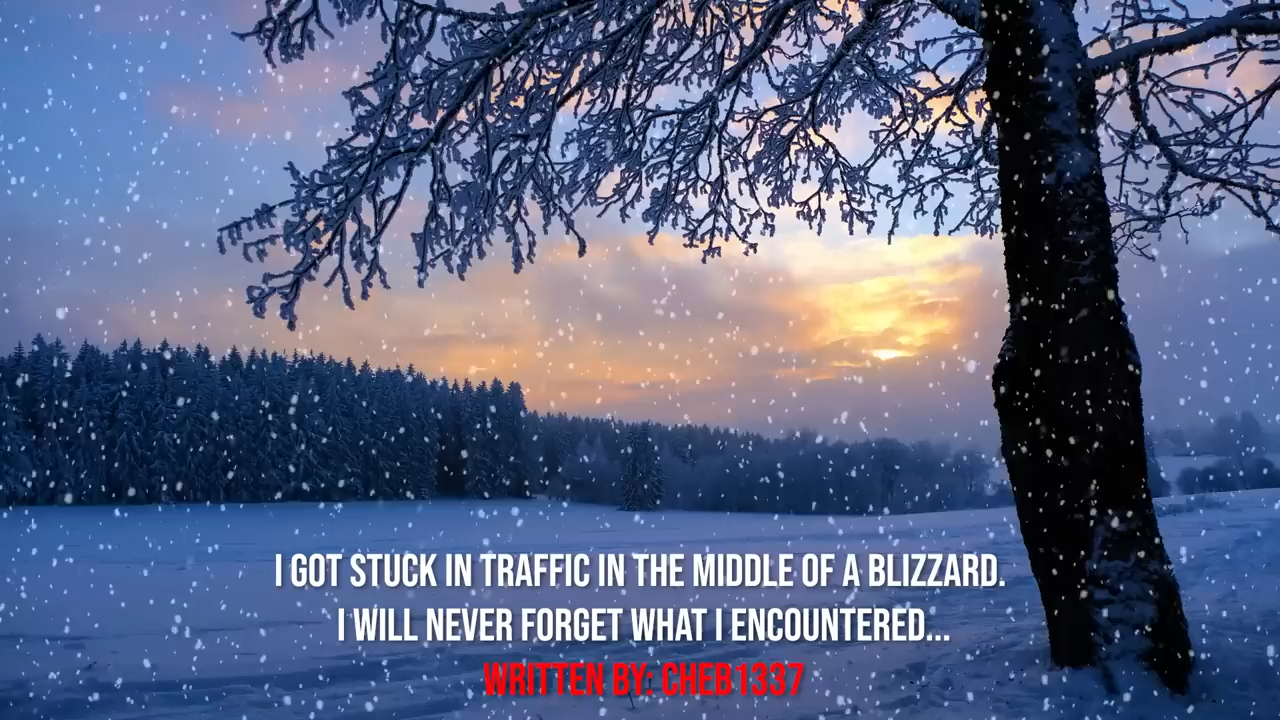 I GOT STUCK IN TRAFFIC IN THE MIDDLE OF A BLIZZARD.
I WILL NEVER FORGET WHAT I ENCOUNTERED...
WRITTEN BY: CHEB1337